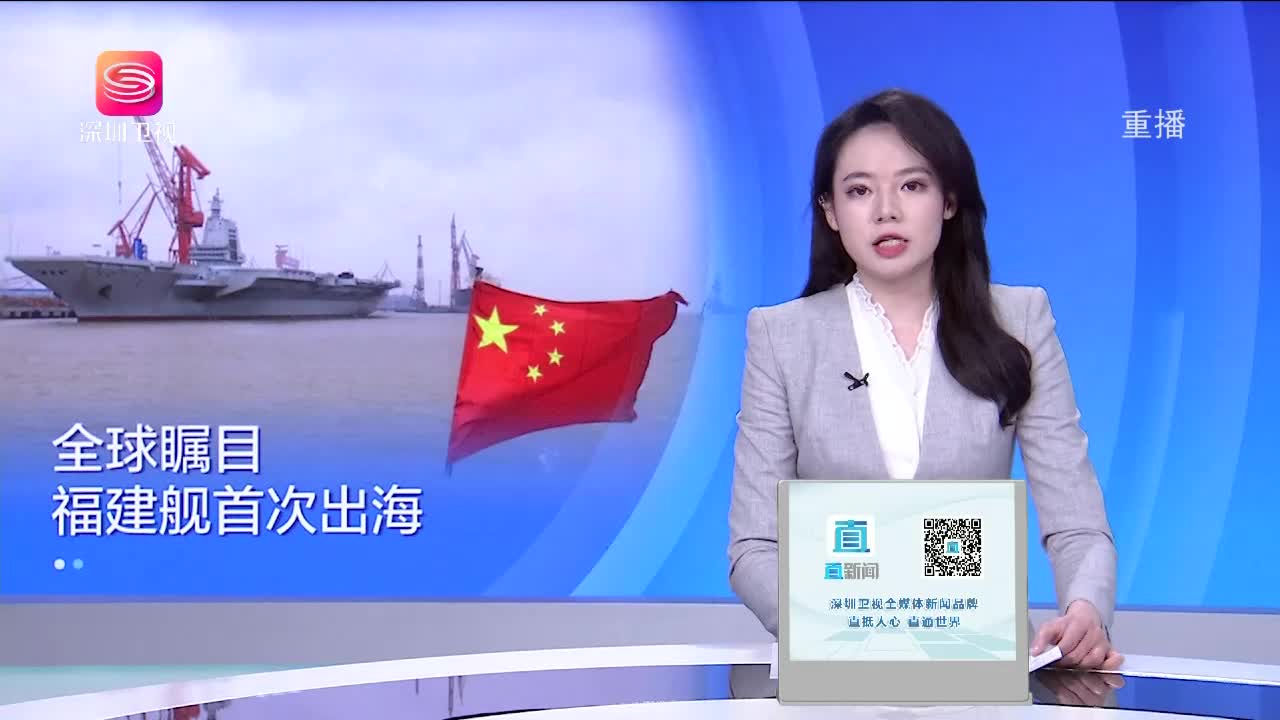 深圳卫视
重播
全球瞩目
福建舰首次出海
直
直新闻
深圳卫视全媒体新闻品牌
直抵人心 直通世界